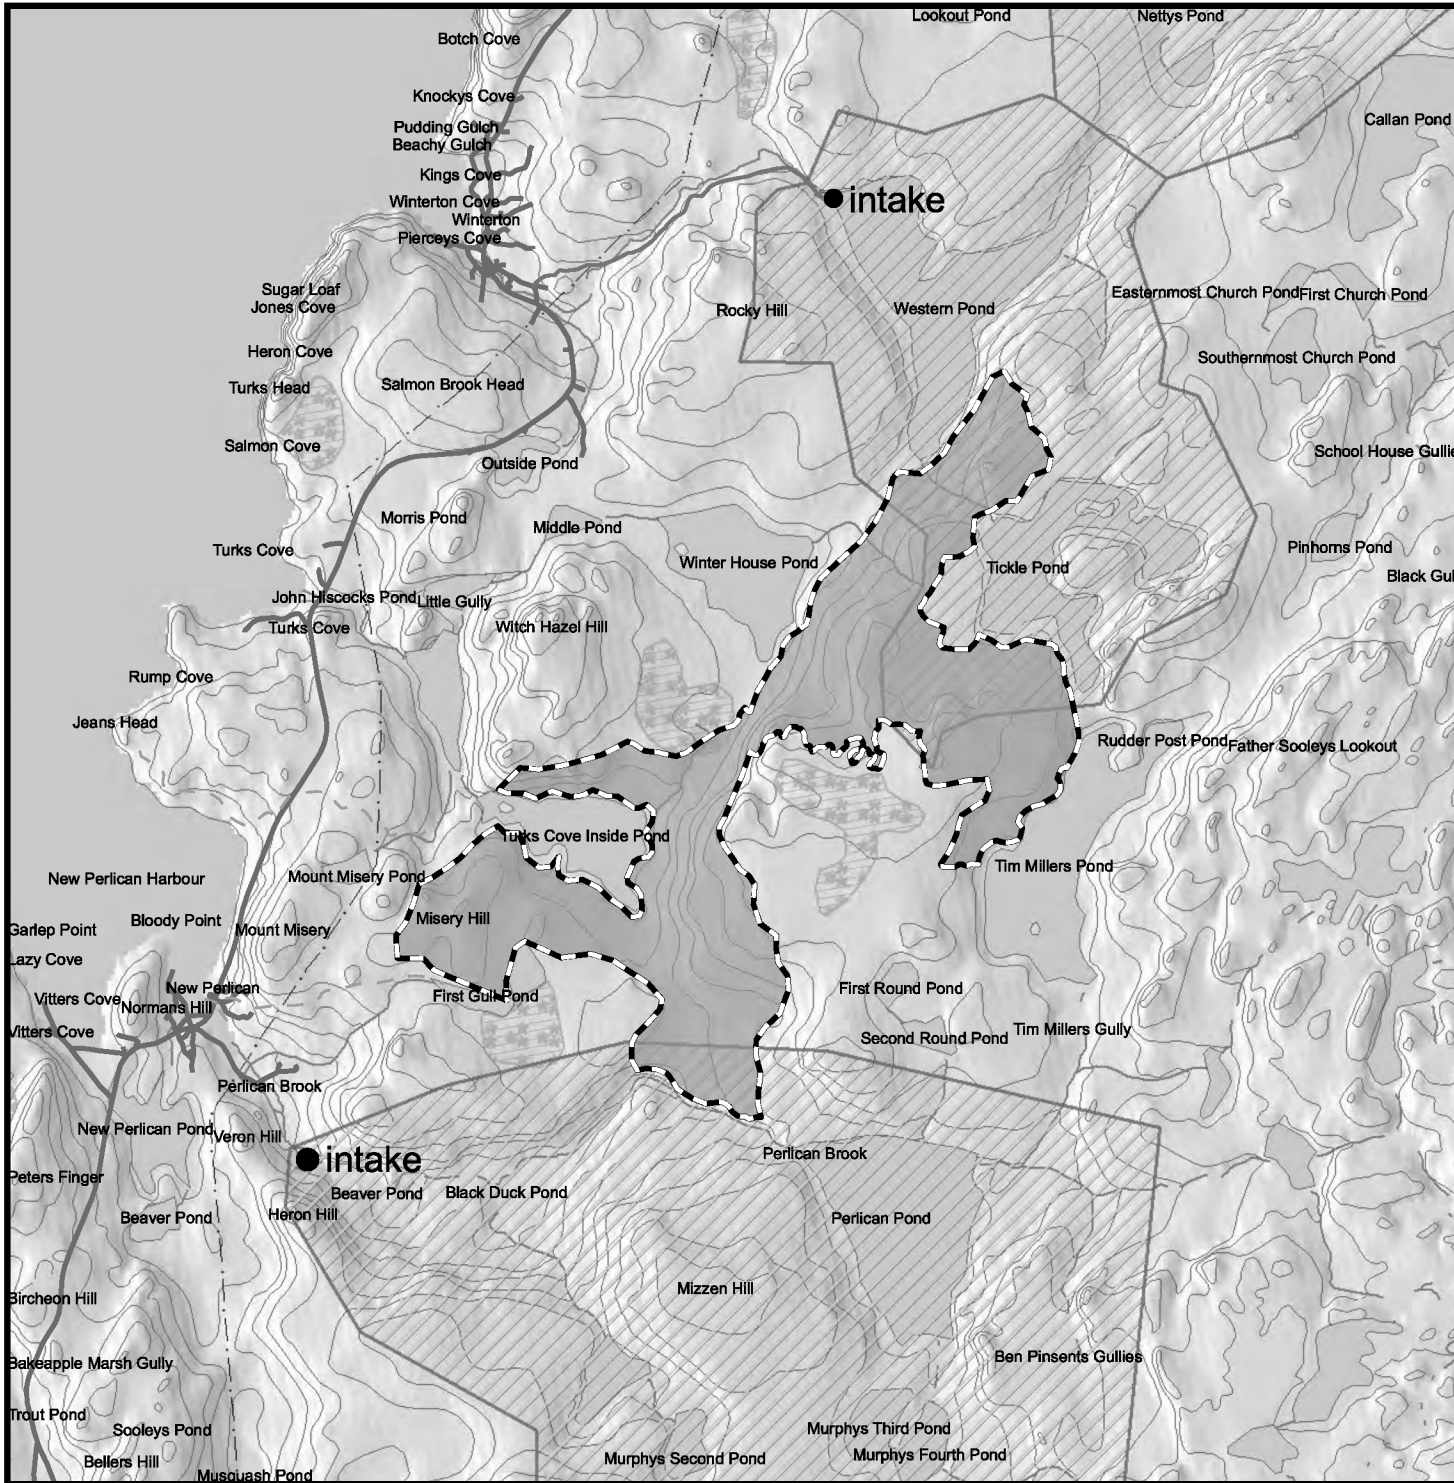 Lookout Pond
Nettys Pond
Botch Cove
Knockys Cove
Callan Pond
Pudding Gulch
Beachy Gulch
Kings Cove
intake
Winterton Cove
Winterton
Pierceys Cove
Sugar Loaf
Jones Cove
Easternmost Church Pond
First Church Pond
Rocky Hill
Western Pond
Heron Cove
Southernmost Church Pond
Turks Head
Salmon Brook Head
Salmon Cove
School House Gullie
Outside Pond
Morris Pond
Middle Pond
Turks Cove
Pinhorns Pond
Winter House Pond
Tickle Pond
Black Gul
John Hiscocks Pond
Little Gully
Turks Cove
Witch Hazel Hill
Rump Cove
Jeans Head
Rudder Post Pond
Father Sooleys Lookout
Turks Cove Inside Pond
Tim Millers Pond
New Perlican Harbour
Mount Misery Pond
Bloody Point
Misery Hill
Garlep Point
Mount Misery
Lazy Cove
New Perlican
First Gull Pond
First Round Pond
Vitters Cove
Normans Hill
Vitters Cove
Second Round Pond
Tim Millers Gully
Perlican Brook
New Perlican Pond
Veron Hill
Perlican Brook
intake
Peters Finger
Beaver Pond
Black Duck Pond
Beaver Pond
Heron Hill
Perlican Pond
Mizzen Hill
Bircheon Hill
Bakeapple Marsh Gully
Ben Pinsents Gullies
Trout Pond
Sooleys Pond
Murphys Third Pond
Bellers Hill
Murphys Second Pond
Murphys Fourth Pond
Musquash Pond